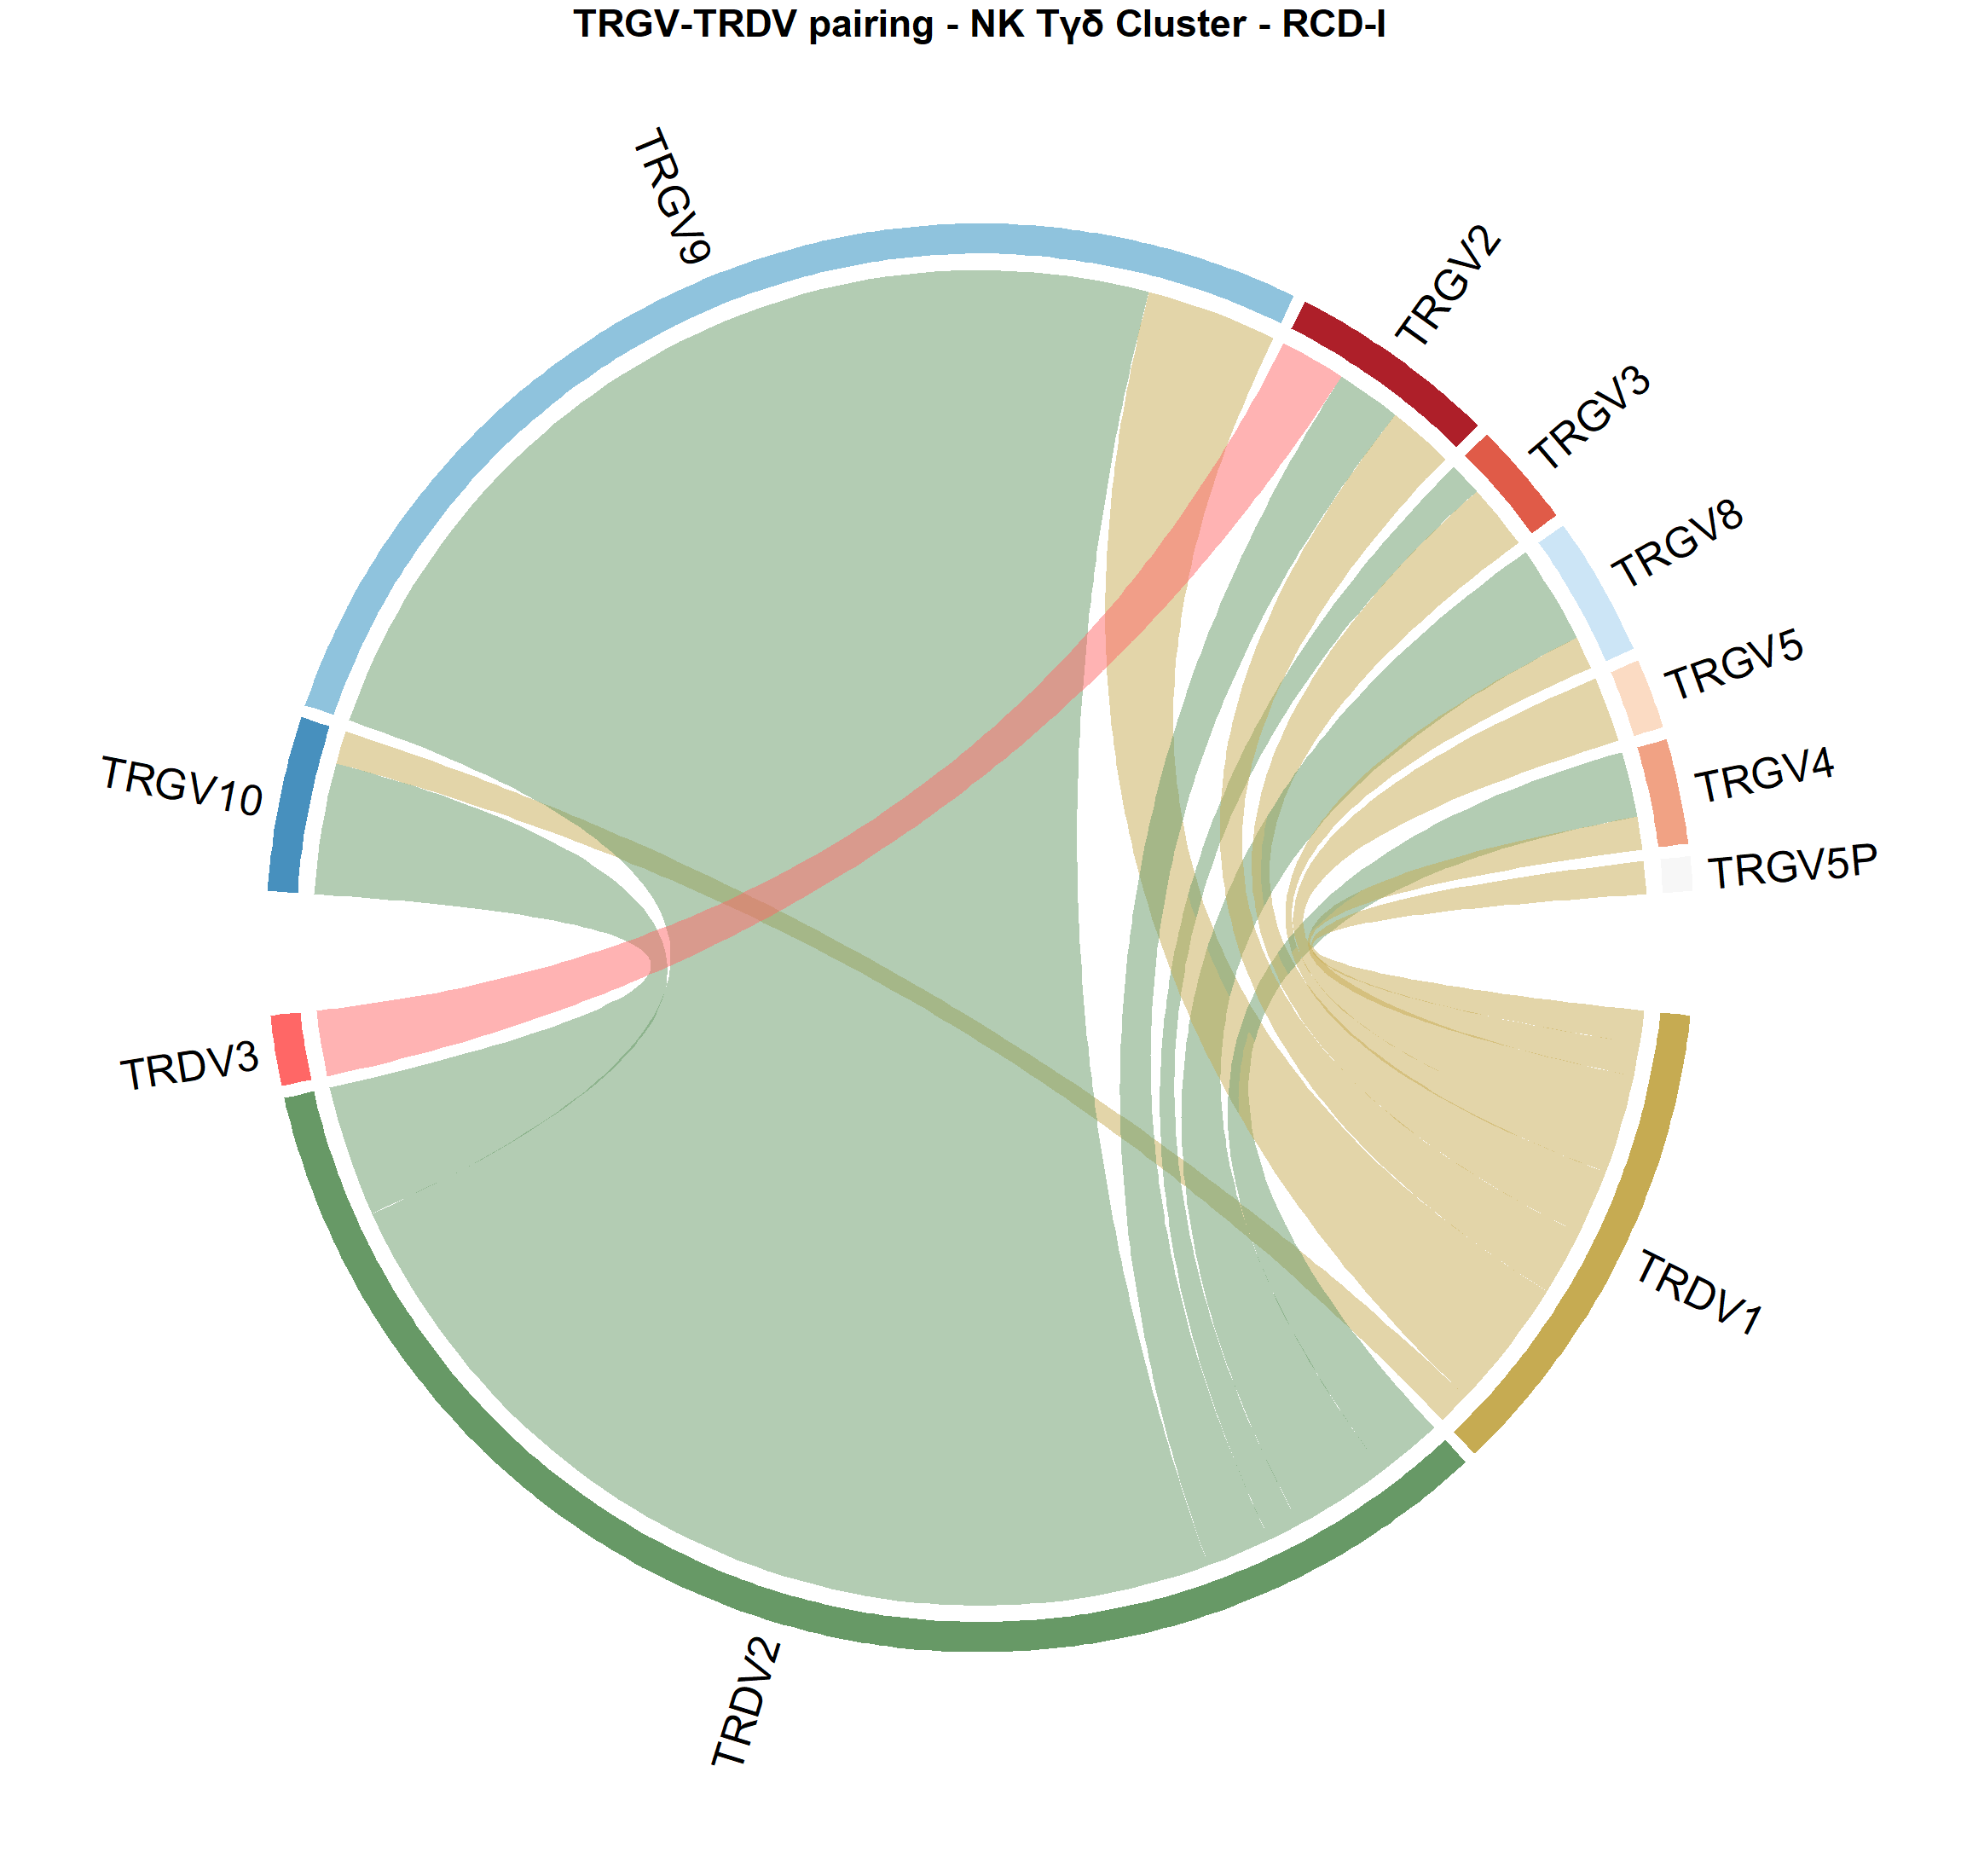 TRGV-TRDV pairing - NK Tγδ Cluster - RCD-I
TRGV9
TRGV2
TRGV3
TRGV8
TRGV5
TRGV4
TRGV5P
TRGV10
TRDV3
TRDV1
TRDV2